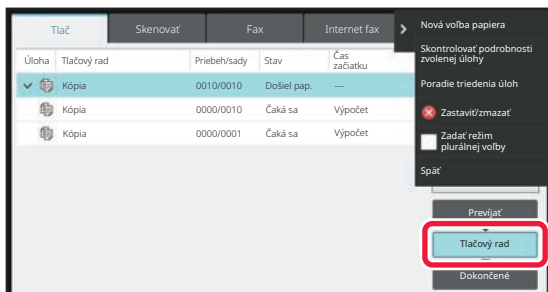 Tlač
Skenovať
Fax
Internet fax
Nová voľba papiera
Skontrolovať podrobnosti
zvolenej úlohy
Poradie triedenia úloh
Zastaviť/zmazať
Zadať režim
plurálnej voľby
Späť
Úloha
Tlačový rad
Priebeh/sady
Stav
Čas
začiatku
Kópia 0010/0010 Došiel pap. ---
Kópia 0000/0010 Čaká sa Výpočet
Kópia 0000/0001 Čaká sa Výpočet
Prevíjať
Tlačový rad
Dokončené